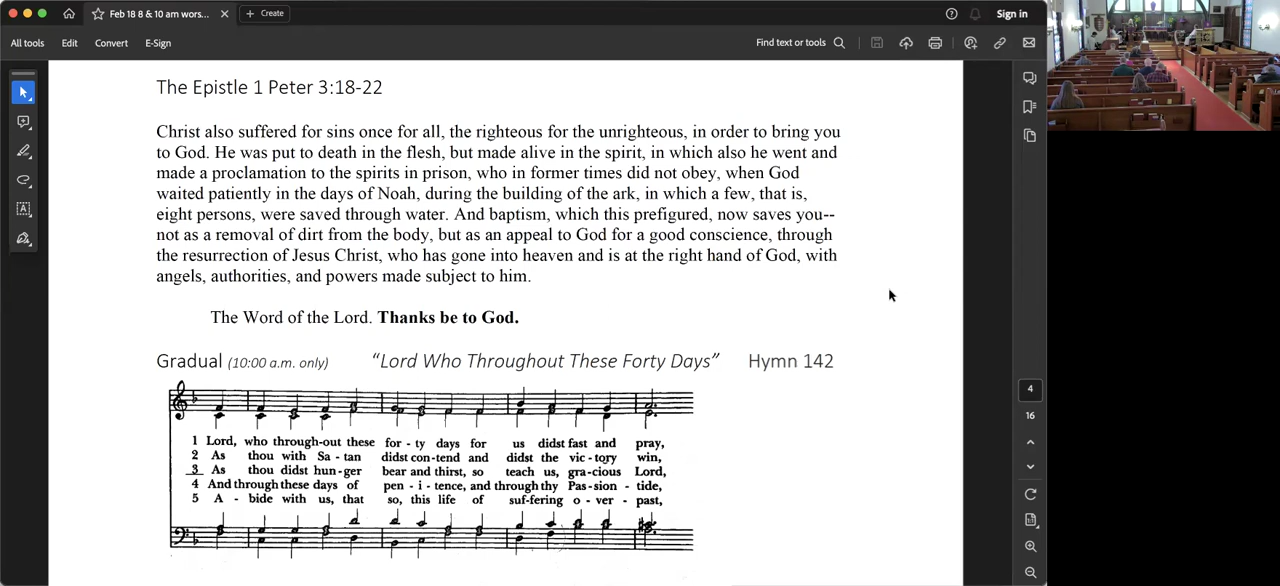 Feb 18 8 & 10 am wors...
Create
Sign in
All tools
Edit
Convert
E-Sign
Find text or tools
The Epistle 1 Peter 3:18-22
Christ also suffered for sins once for all, the righteous for the unrighteous, in order to bring you
to God. He was put to death in the flesh, but made alive in the spirit, in which also he went and
made a proclamation to the spirits in prison, who in former times did not obey, when God
waited patiently in the days of Noah, during the building of the ark, in which a few, that is,
eight persons, were saved through water. And baptism, which this prefigured, now saves you--
not as a removal of dirt from the body, but as an appeal to God for a good conscience, through
the resurrection of Jesus Christ, who has gone into heaven and is at the right hand of God, with
angels, authorities, and powers made subject to him.
The Word of the Lord. Thanks be to God.
Gradual (10:00 a.m. only) “Lord Who Throughout These Forty Days” Hymn 142
1 Lord, who through-out these for - ty days for us didst fast and pray,
2 As thou with Sa - tan didst con-tend and didst the vic - tory win,
3 As thou didst hun-ger bear and thirst, so teach us, gra-cious Lord,
4 And through these days of pen - i - tence, and through thy Pas-sion - tide,
5 A - bide with us, that so, this life of suf-fering o - ver - past,
4
16